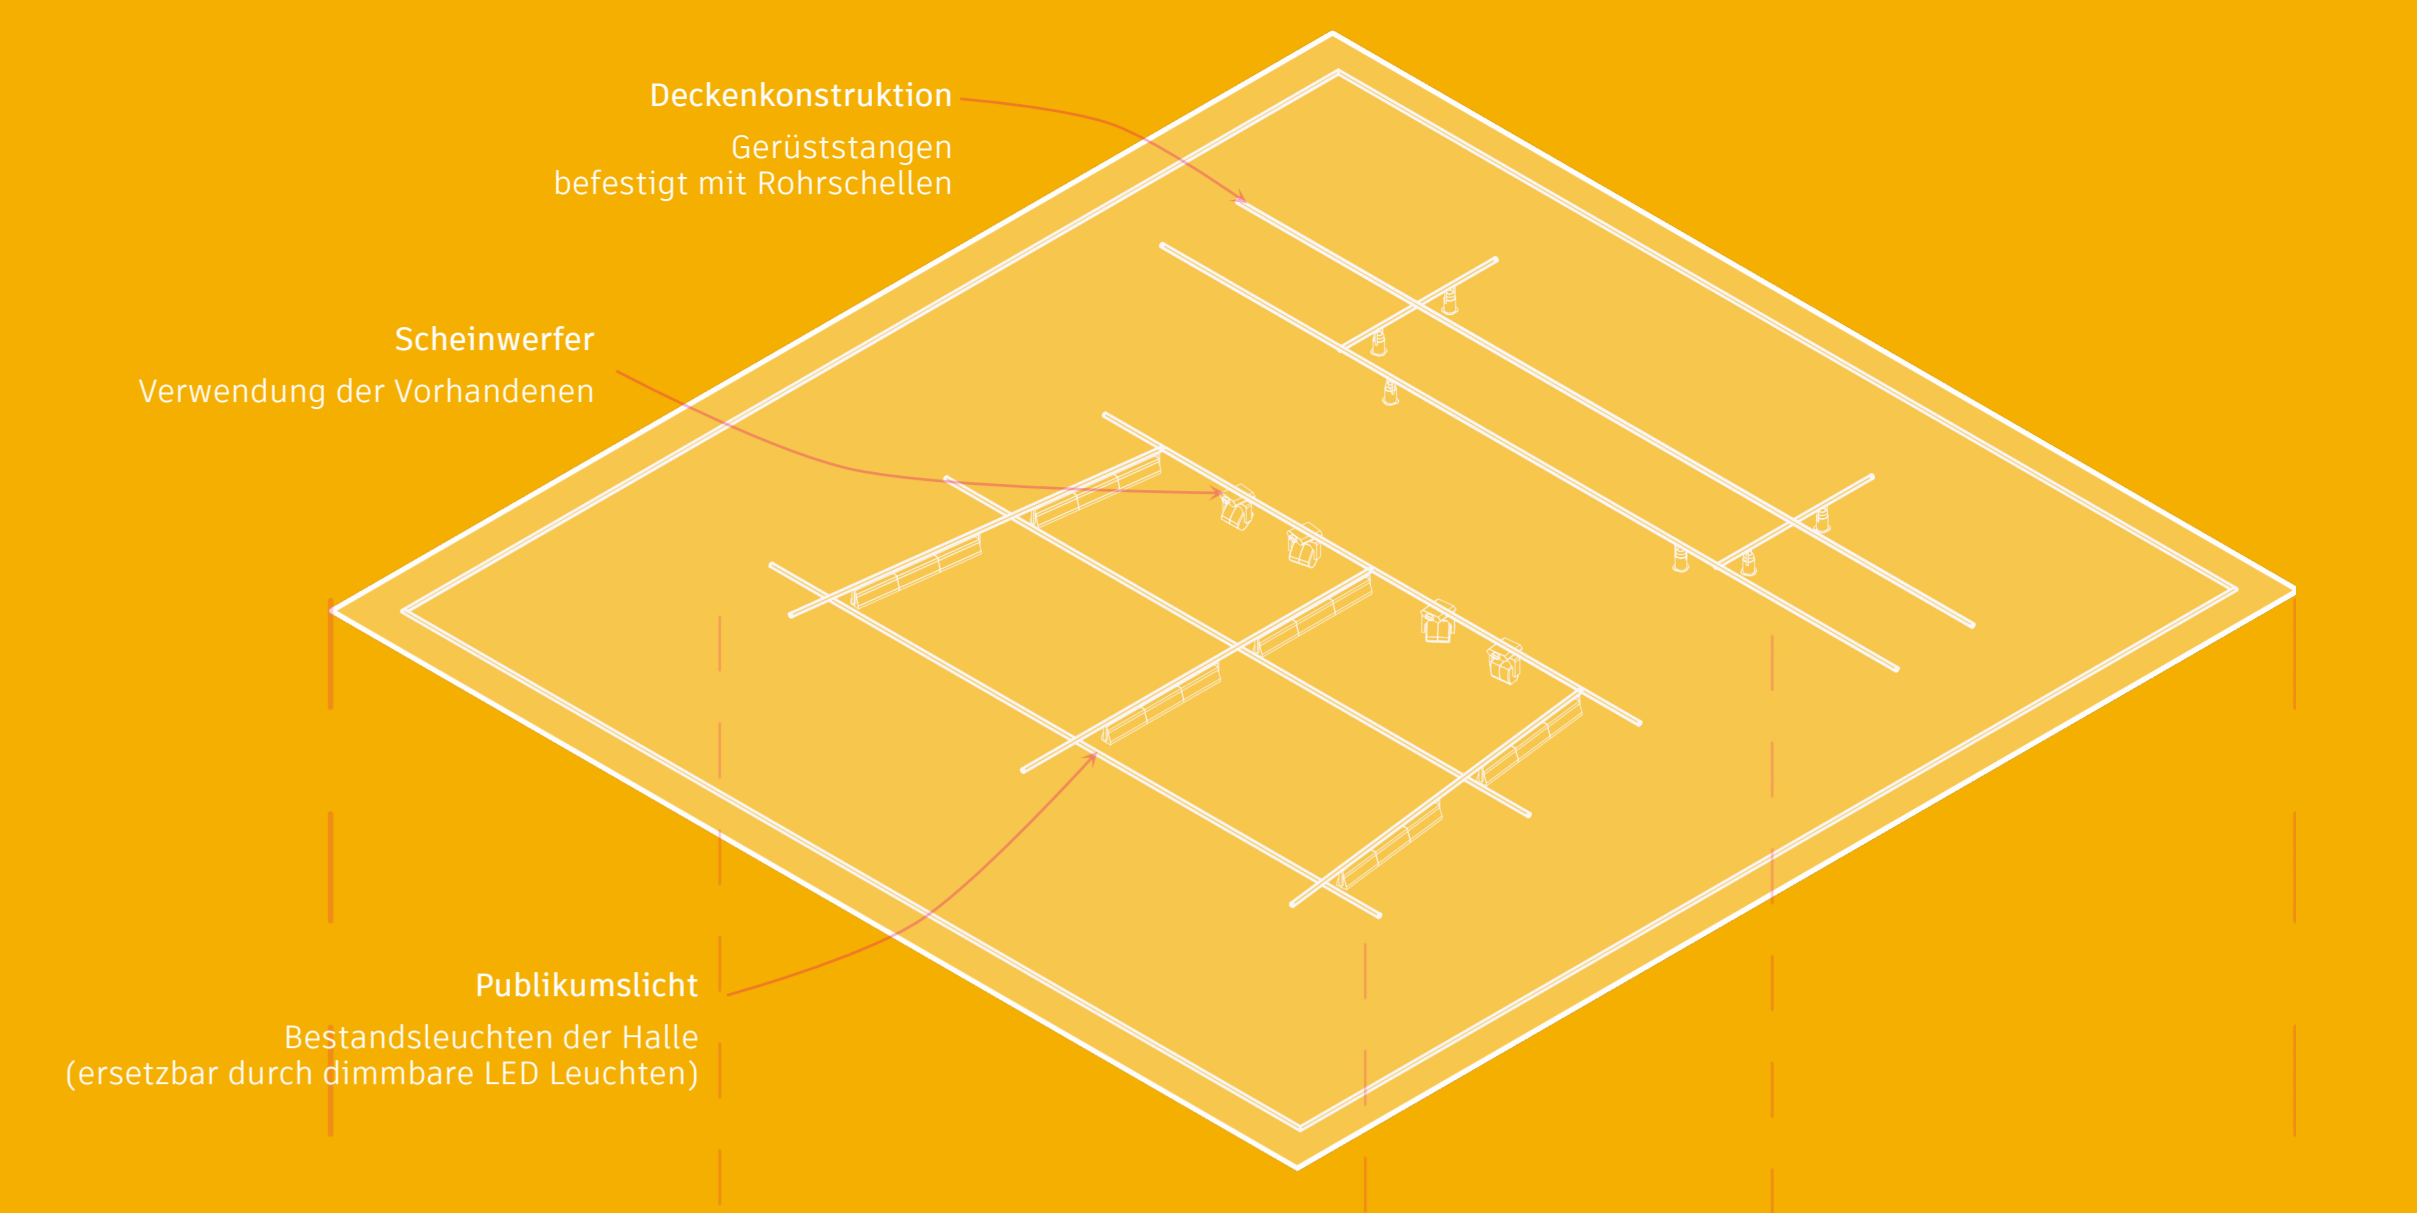 Deckenkonstruktion
Gerüststangen
befestigt mit Rohrschellen
Scheinwerfer
Verwendung der Vorhandenen
Publikumslicht
Bestandsleuchten der Halle
(ersetzbar durch dimmbare LED Leuchten)